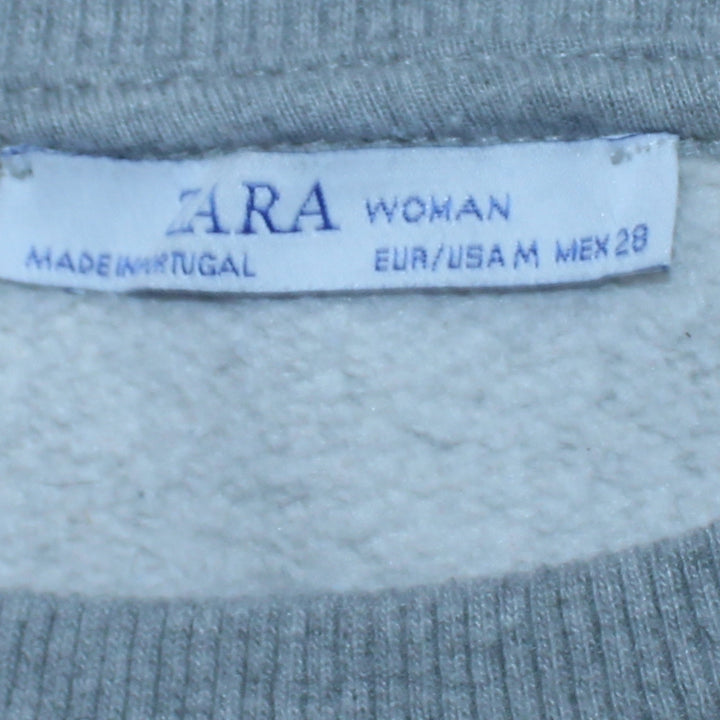 ZARA WOMAN
MADE IN PORTUGAL EUR/USA M MEX 28